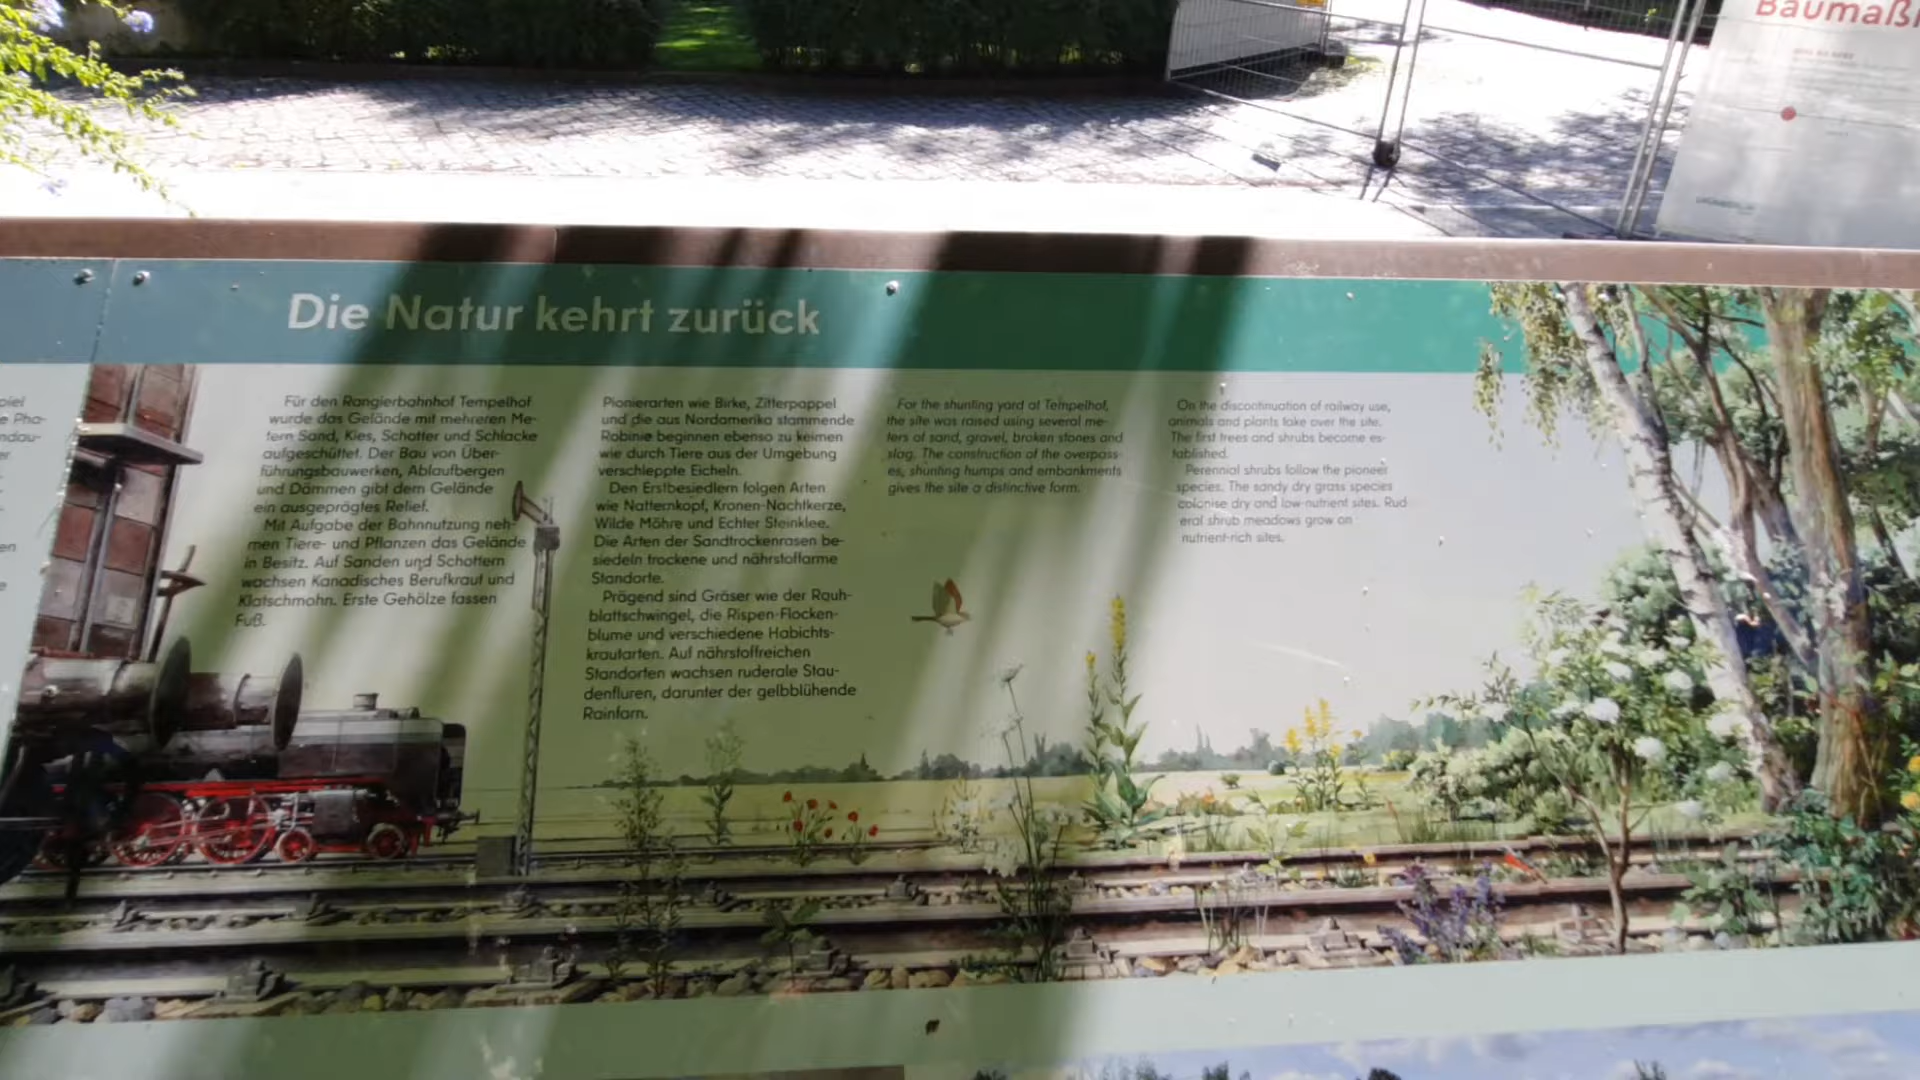 Baumaß
Die Natur kehrt zurück
Für den Rangierbahnhof Tempelhof
wurde das Gelände mit mehreren Me-
tern Sand, Kies, Schotter und Schlacke
aufgeschüttet. Der Bau von Über-
führungsbauwerken, Ablaufbergen
und Dämmen gibt dem Gelände
ein ausgeprägtes Relief.
Mit Aufgabe der Bahnnutzung neh-
men Tiere- und Pflanzen das Gelände
in Besitz. Auf Sanden und Schottern
wachsen Kanadisches Berufkraut und
Klatschmohn. Erste Gehölze fassen
Fuß.
Pionierarten wie Birke, Zitterpappel
und die aus Nordamerika stammende
Robinie beginnen ebenso zu keimen
wie durch Tiere aus der Umgebung
verschleppte Eicheln.
Den Erstbesiedlern folgen Arten
wie Natternkopf, Kronen-Nachtkerze,
Wilde Möhre und Echter Steinklee.
Die Arten der Sandtrockenrasen be-
siedeln trockene und nährstoffarme
Standorte.
Prägend sind Gräser wie der Rauh-
blattschwingel, die Rispen-Flocken-
blume und verschiedene Habichts-
krautarten. Auf nährstoffreichen
Standorten wachsen ruderale Stau-
denfluren, darunter der gelbblühende
Rainfarn.
For the shunting yard at Tempelhof,
the site was raised using several me-
ters of sand, gravel, broken stones and
slag. The construction of the overpass-
es, shunting humps and embankments
gives the site a distinctive form.
On the discontinuation of railway use,
animals and plants take over the site.
The first trees and shrubs become es-
tablished.
Perennial shrubs follow the pioneer
species. The sandy dry grass species
colonise dry and low-nutrient sites. Rud
eral shrub meadows grow on
nutrient-rich sites.